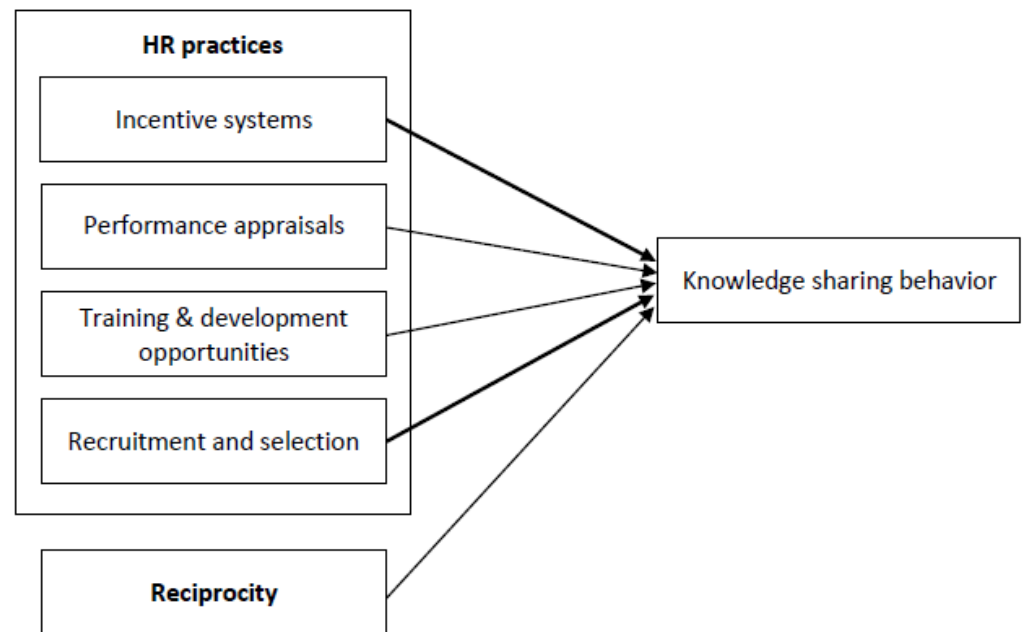 HR practices
Incentive systems
Performance appraisals
Training & development
opportunities
Recruitment and selection
Knowledge sharing behavior
Reciprocity